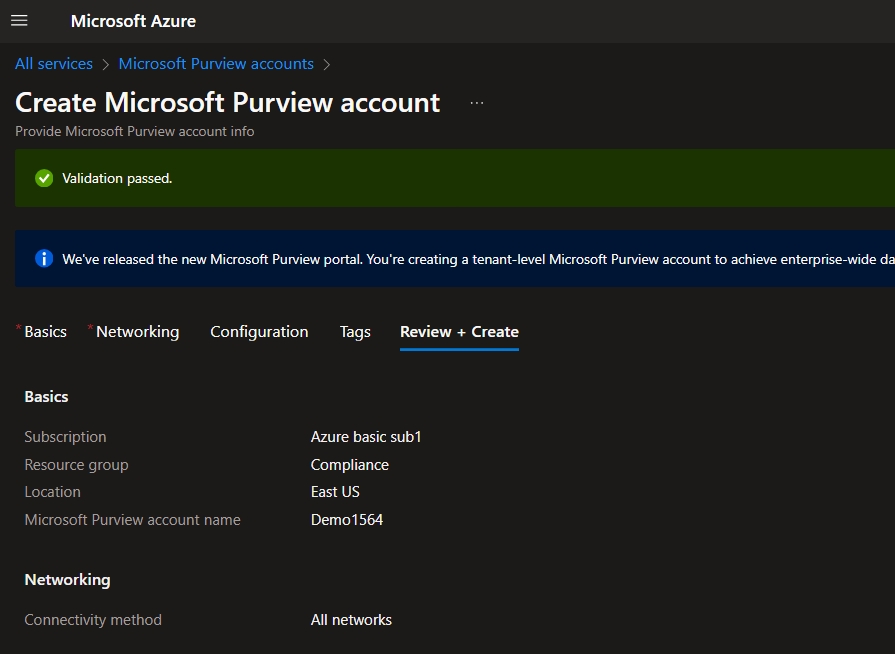 Microsoft Azure
All services > Microsoft Purview accounts >
Create Microsoft Purview account ...
Provide Microsoft Purview account info
Validation passed.
We've released the new Microsoft Purview portal. You're creating a tenant-level Microsoft Purview account to achieve enterprise-wide da
* Basics * Networking Configuration Tags Review + Create
Basics
Subscription Azure basic sub1
Resource group Compliance
Location East US
Microsoft Purview account name Demo1564
Networking
Connectivity method All networks